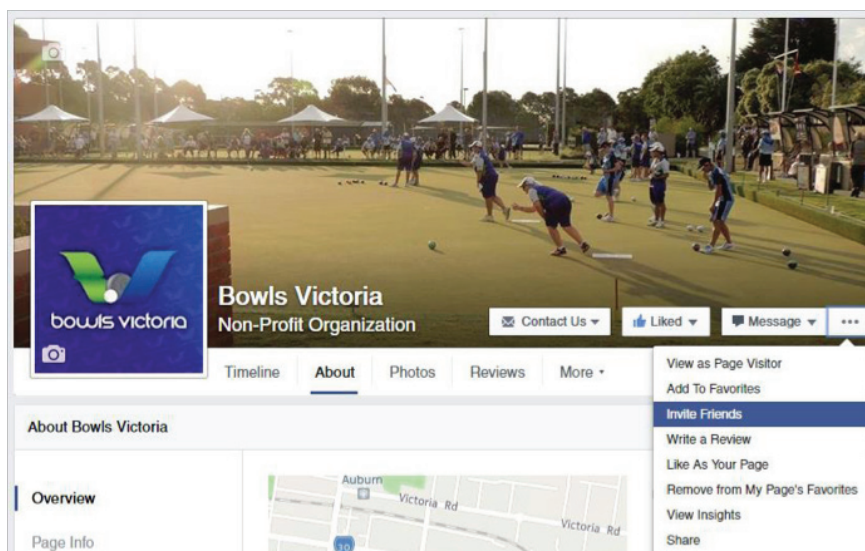 bowls victoria
Bowls Victoria
Non-Profit Organization
Contact Us
Liked
Message
...
Timeline
About
Photos
Reviews
More
View as Page Visitor
Add To Favorites
Invite Friends
Write a Review
Like As Your Page
Remove from My Page's Favorites
View Insights
Share
About Bowls Victoria
Overview
Page Info
Auburn
Victoria Rd
Victoria Rd
30